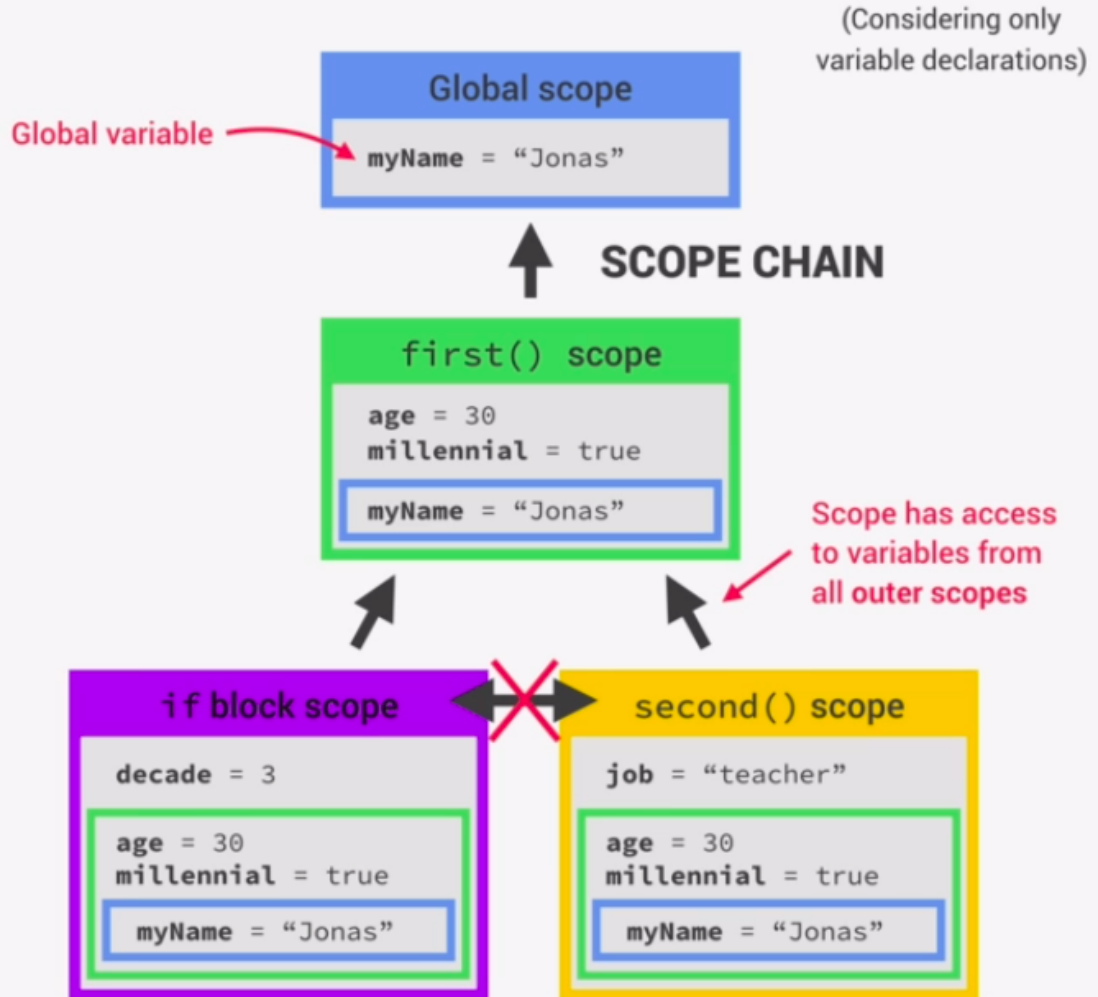 (Considering only
variable declarations)
Global scope
Global variable
myName = “Jonas”
SCOPE CHAIN
first() scope
age = 30
millennial = true
myName = “Jonas”
Scope has access
to variables from
all outer scopes
if block scope
decade = 3
age = 30
millennial = true
myName = “Jonas”
second() scope
job = “teacher”
age = 30
millennial = true
myName = “Jonas”